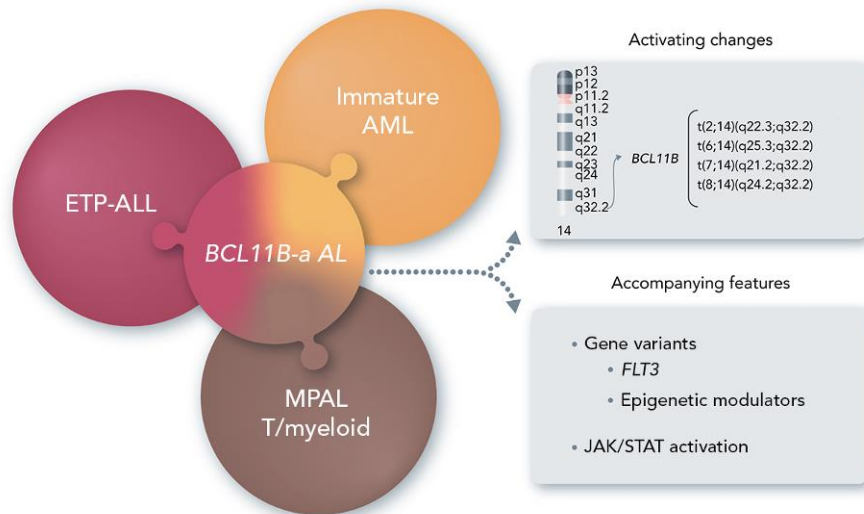 Immature
AML
ETP-ALL
BCL11B-a AL
MPAL
T/myeloid
Activating changes
p13
p12
p11.2
q11.2
q13
q21
q22
q23
q24
q31
q32.2
14
BCL11B
t(2;14)(q22.3;q32.2)
t(6;14)(q25.3;q32.2)
t(7;14)(q21.2;q32.2)
t(8;14)(q24.2;q32.2)
Accompanying features
• Gene variants
• FLT3
• Epigenetic modulators
• JAK/STAT activation